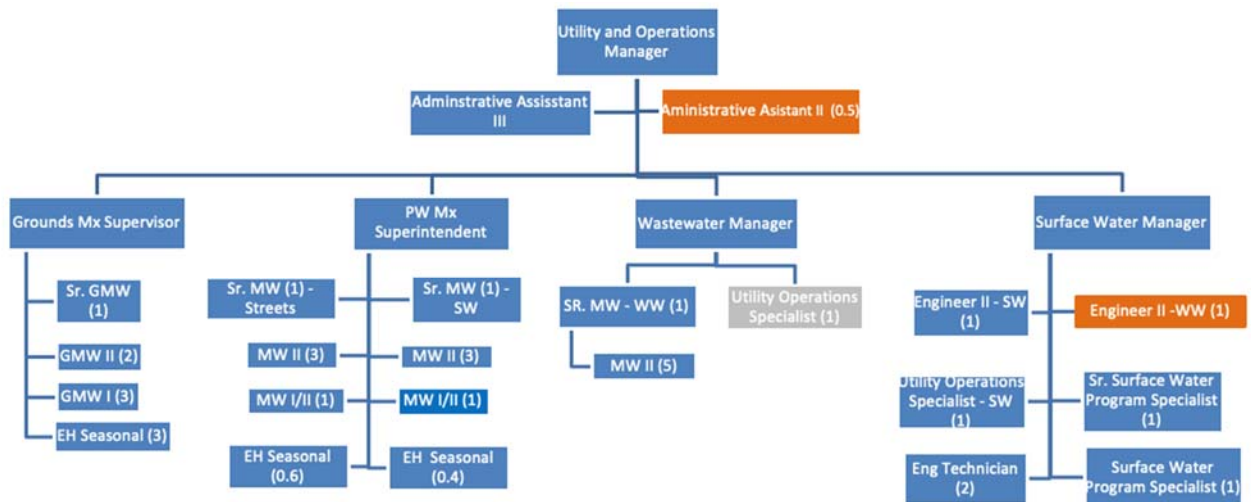 Utility and Operations
Manager
Adminstrative Assisstant
III
Aministrative Asistant II (0.5)
Grounds Mx Supervisor
PW Mx
Superintendent
Wastewater Manager
Surface Water Manager
Sr. GMW
(1)
GMW II (2)
GMW I (3)
EH Seasonal (3)
Sr. MW (1) -
Streets
Sr. MW (1) -
SW
MW II (3)
MW II (3)
MW I/II (1)
MW I/II (1)
EH Seasonal
(0.6)
EH Seasonal
(0.4)
SR. MW - WW (1)
Utility Operations
Specialist (1)
MW II (5)
Engineer II - SW
(1)
Engineer II -WW (1)
Utility Operations
Specialist - SW
(1)
Sr. Surface Water
Program Specialist
(1)
Eng Technician
(2)
Surface Water
Program Specialist (1)